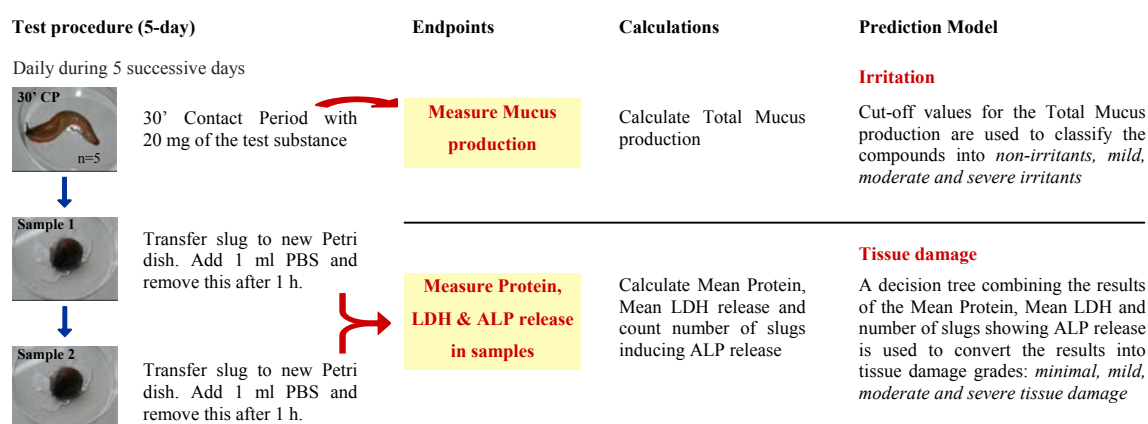 Test procedure (5-day)
Endpoints
Calculations
Prediction Model
Daily during 5 successive days
30’ CP
n=5
30’ Contact Period with
20 mg of the test substance
Measure Mucus
production
Calculate Total Mucus
production
Irritation
Cut-off values for the Total Mucus
production are used to classify the
compounds into non-irritants, mild,
moderate and severe irritants
Sample 1
Transfer slug to new Petri
dish. Add 1 ml PBS and
remove this after 1 h.
Sample 2
Transfer slug to new Petri
dish. Add 1 ml PBS and
remove this after 1 h.
Measure Protein,
LDH & ALP release
in samples
Calculate Mean Protein,
Mean LDH release and
count number of slugs
inducing ALP release
Tissue damage
A decision tree combining the results
of the Mean Protein, Mean LDH and
number of slugs showing ALP release
is used to convert the results into
tissue damage grades: minimal, mild,
moderate and severe tissue damage